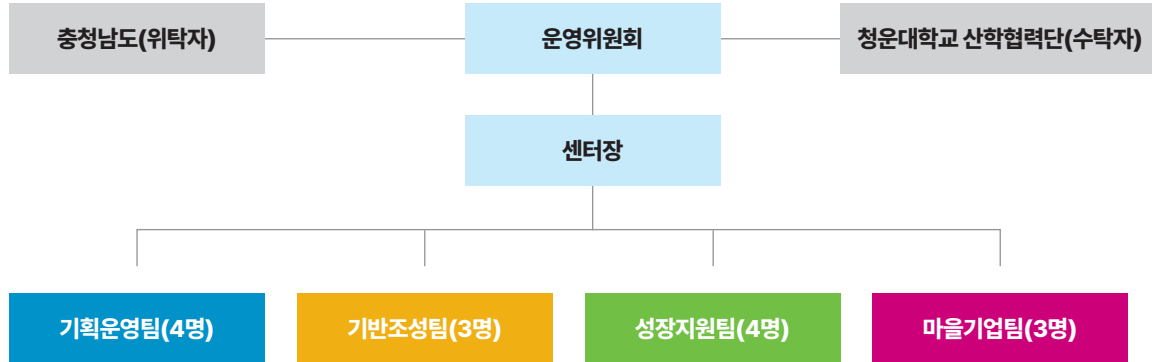 충청남도(위탁자)
운영위원회
청운대학교 산학협력단(수탁자)
센터장
기획운영팀(4명)
기반조성팀(3명)
성장지원팀(4명)
마을기업팀(3명)